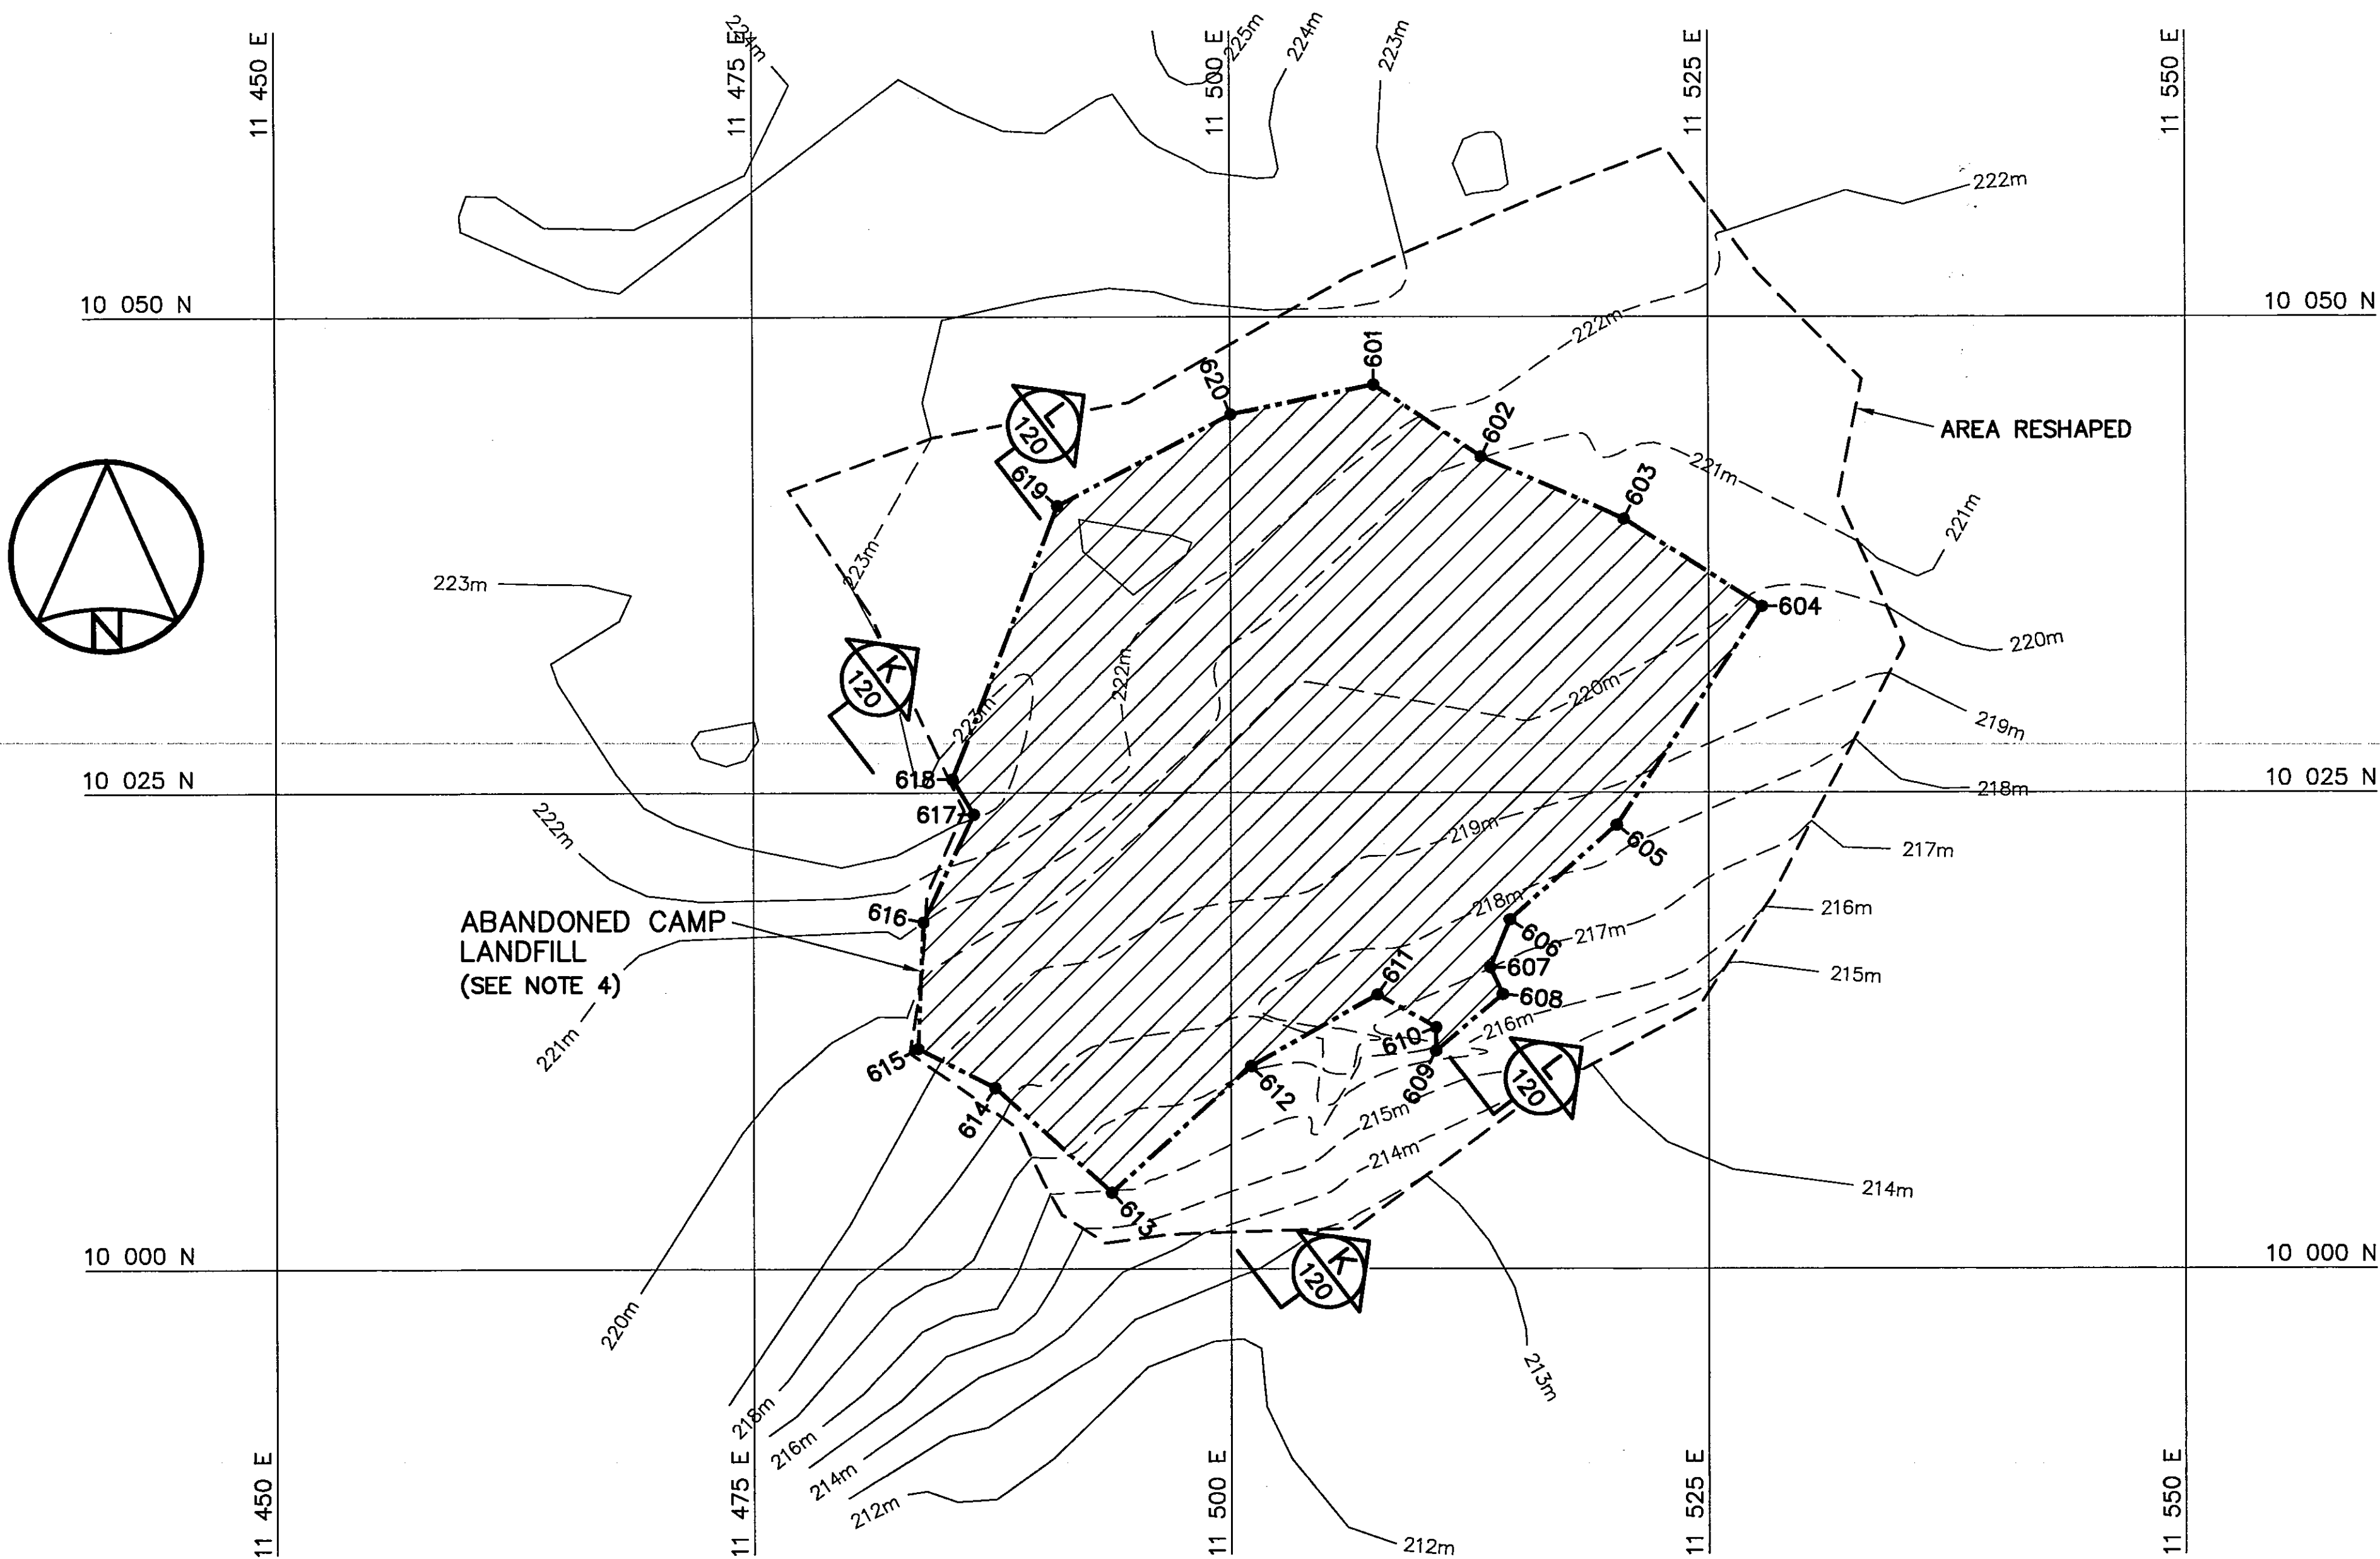 11 450 E
11 475 E
11 500 E
11 525 E
11 550 E
224m
225m
224m
223m
222m
10 050 N
10 050 N
222m
601
620
602
L
120
AREA RESHAPED
221m
603
619
221m
223m
223m
604
220m
222m
K
120
220m
223m
219m
618
10 025 N
10 025 N
218m
617
222m
219m
605
217m
218m
616
216m
ABANDONED CAMP
LANDFILL
(SEE NOTE 4)
606
217m
611
607
215m
608
221m
216m
610
615
609
L
120
612
614
215m
214m
214m
613
10 000 N
10 000 N
K
120
220m
213m
218m
216m
214m
212m
212m
11 450 E
11 475 E
11 500 E
11 525 E
11 550 E
N